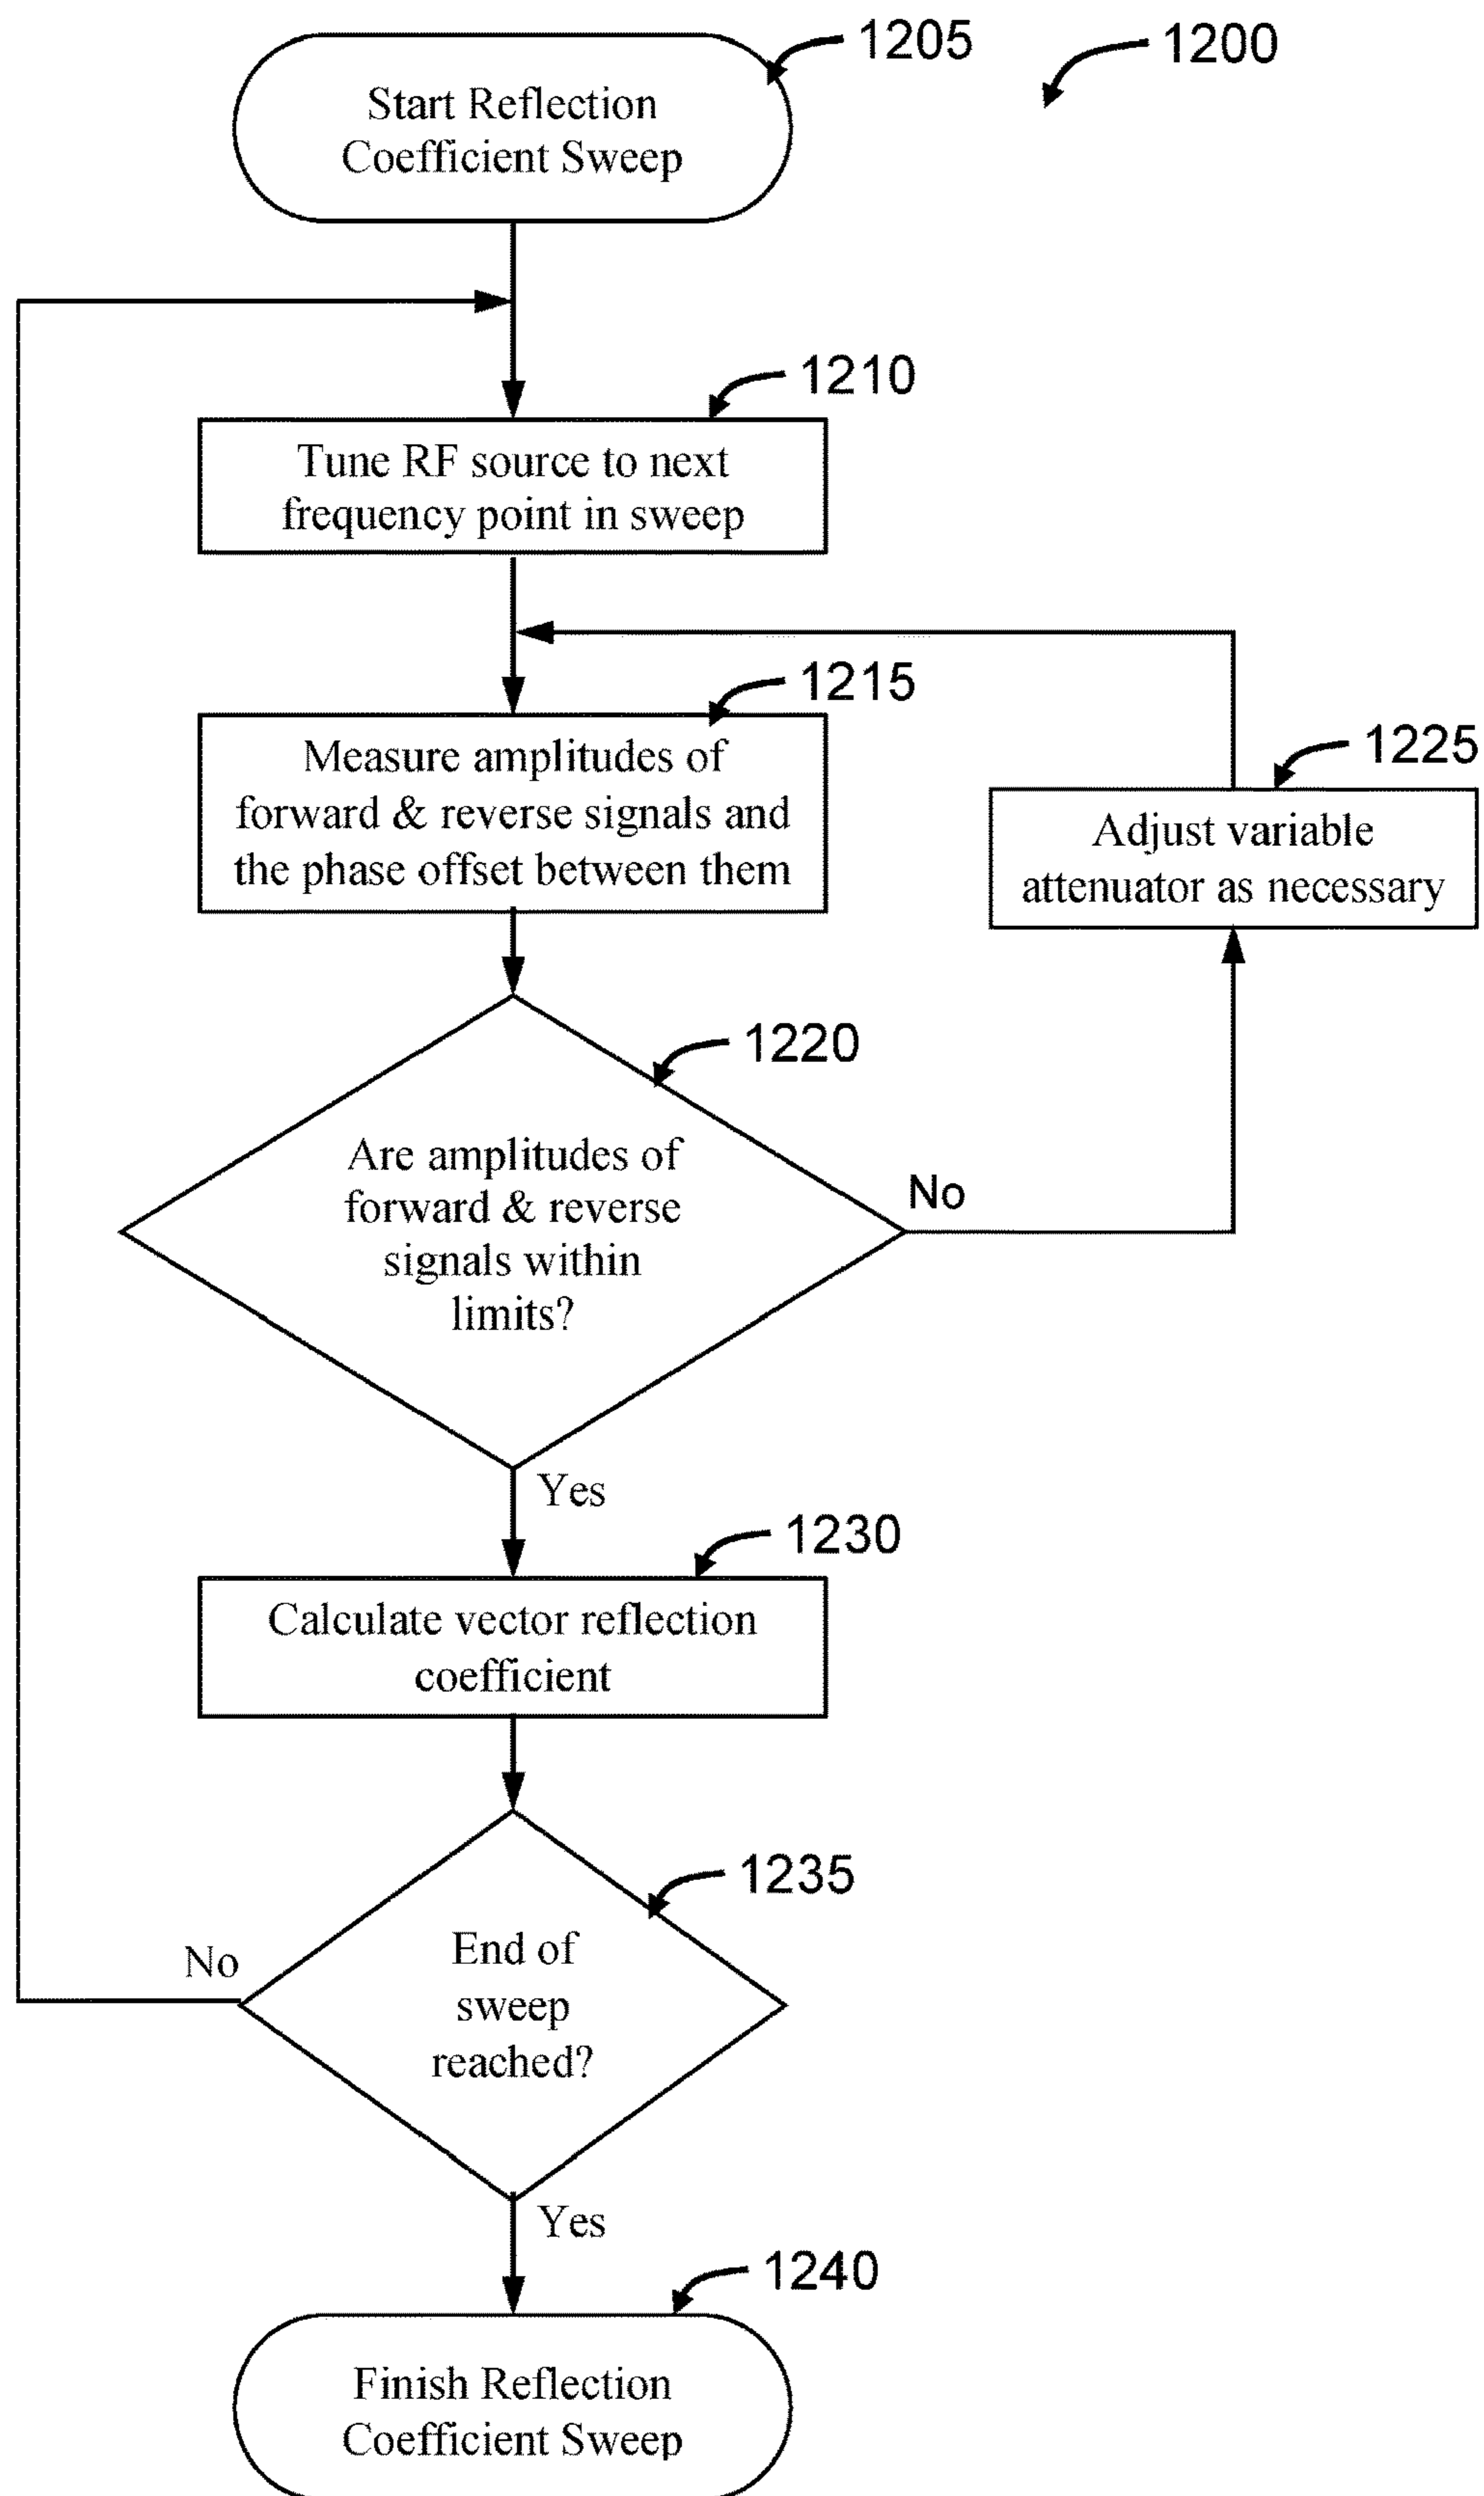 1205
1200
Start Reflection
Coefficient Sweep
1210
Tune RF source to next
frequency point in sweep
1215
Measure amplitudes of
forward & reverse signals and
the phase offset between them
1225
Adjust variable
attenuator as necessary
1220
Are amplitudes of
forward & reverse
signals within
limits?
No
Yes
1230
Calculate vector reflection
coefficient
1235
End of
sweep
reached?
No
Yes
1240
Finish Reflection
Coefficient Sweep